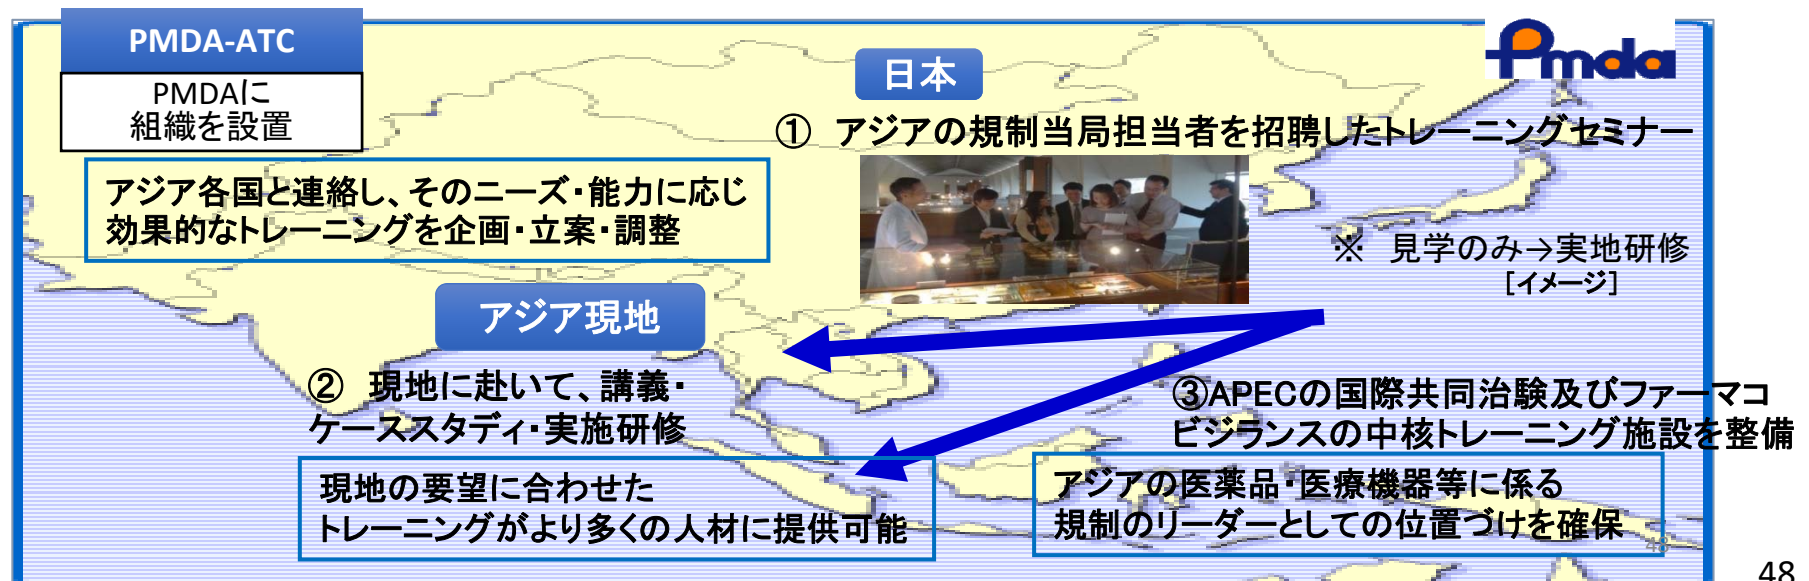 PMDA-ATC
PMDAに
組織を設置
Pmda
日本
① アジアの規制当局担当者を招聘したトレーニングセミナー
アジア各国と連絡し、そのニーズ・能力に応じ
効果的なトレーニングを企画・立案・調整
※ 見学のみ→実地研修
[イメージ]
アジア現地
② 現地に赴いて、講義・
ケーススタディ・実施研修
③APECの国際共同治験及びファーマコ
ビジランスの中核トレーニング施設を整備
現地の要望に合わせた
トレーニングがより多くの人材に提供可能
アジアの医薬品・医療機器等に係る
規制のリーダーとしての位置づけを確保
48
48